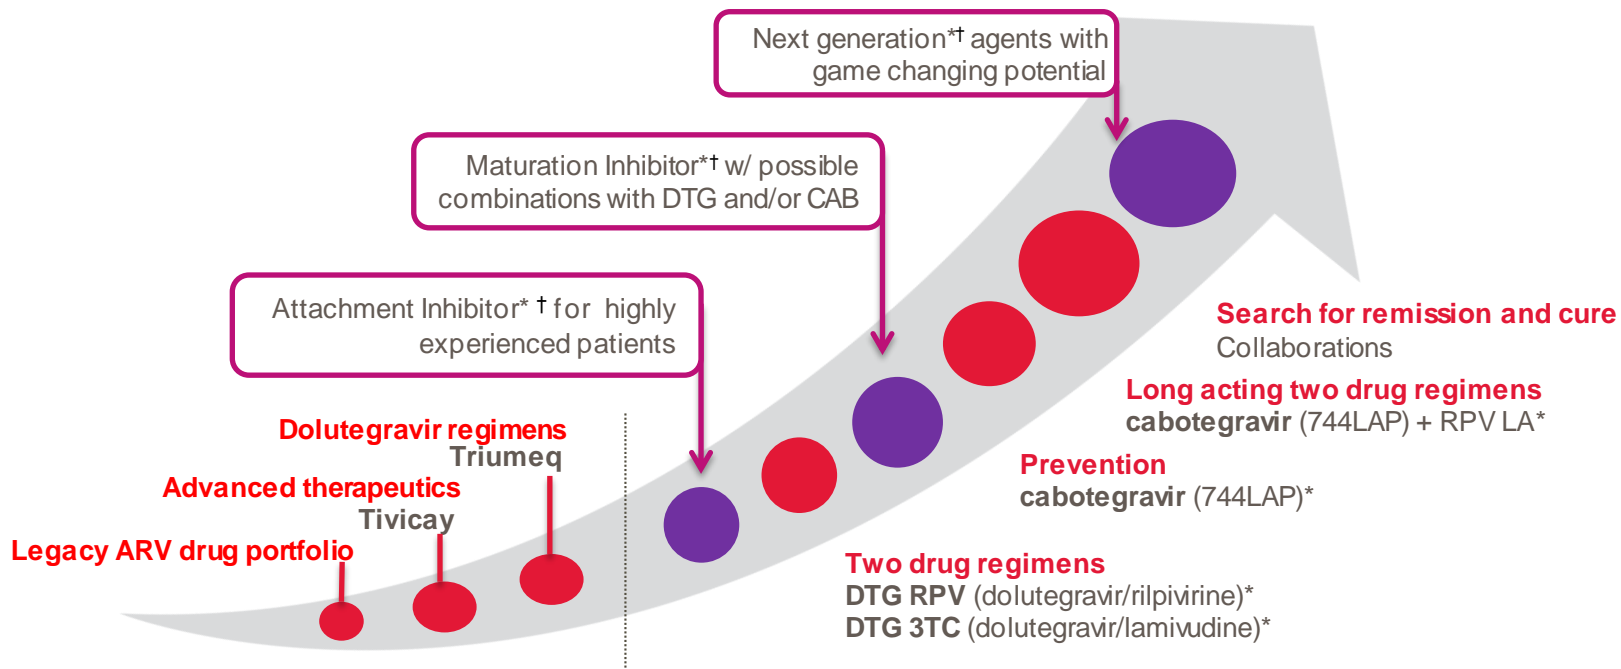 Next generation*† agents with
game changing potential
Maturation Inhibitor*† w/ possible
combinations with DTG and/or CAB
Attachment Inhibitor* † for highly
experienced patients
Dolutegravir regimens
Triumeq
Advanced therapeutics
Tivicay
Legacy ARV drug portfolio
Search for remission and cure
Collaborations
Long acting two drug regimens
cabotegravir (744LAP) + RPV LA*
Prevention
cabotegravir (744LAP)*
Two drug regimens
DTG RPV (dolutegravir/rilpivirine)*
DTG 3TC (dolutegravir/lamivudine)*